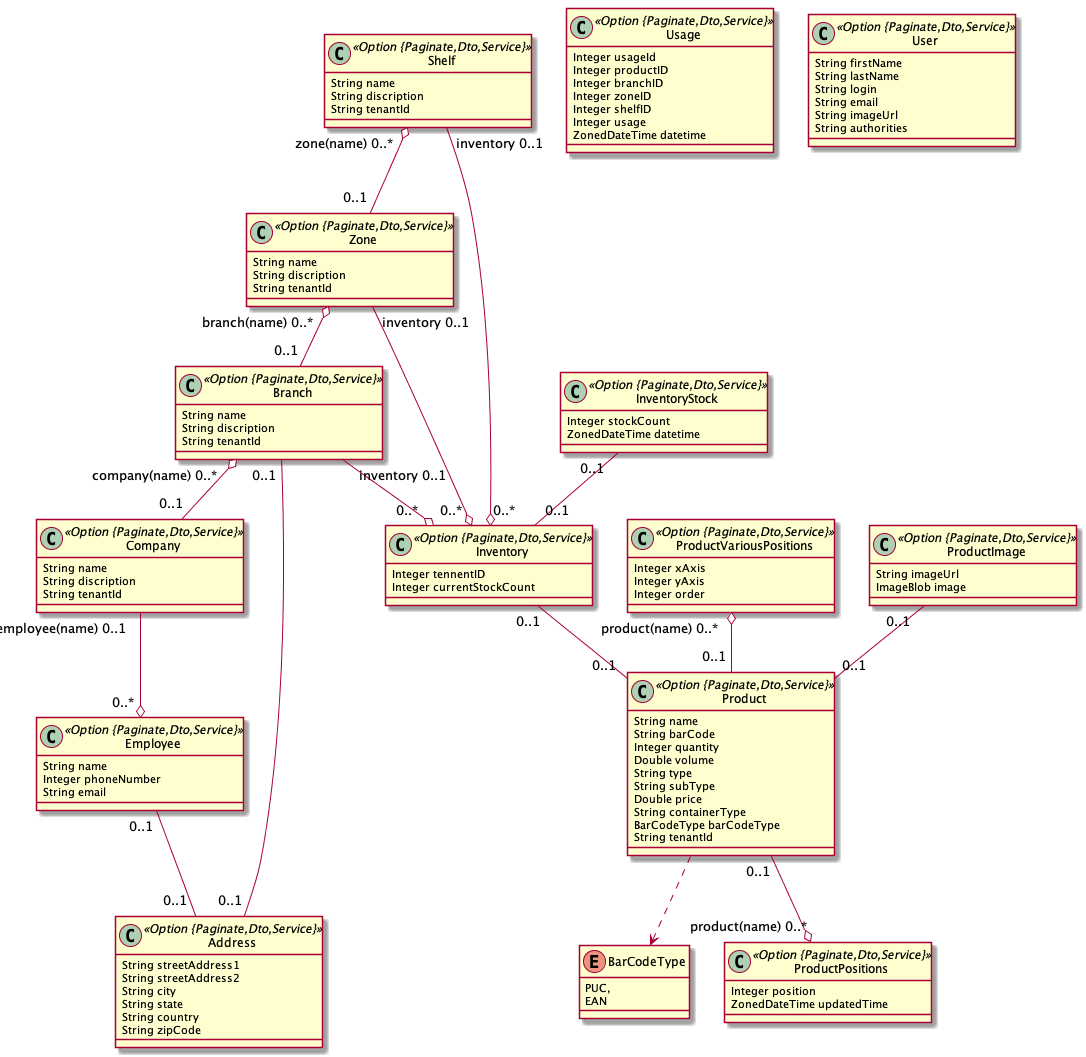 C «Option {Paginate,Dto,Service}»
Shelf
String name
String discription
String tenantId
C «Option {Paginate,Dto,Service}»
Usage
Integer usageId
Integer productID
Integer branchID
Integer zoneID
Integer shelfID
Integer usage
ZonedDateTime datetime
C «Option {Paginate,Dto,Service}»
User
String firstName
String lastName
String login
String email
String imageUrl
String authorities
zone(name) 0..*
inventory 0..1
0..1
C «Option {Paginate,Dto,Service}»
Zone
String name
String discription
String tenantId
branch(name) 0..*
inventory 0..1
0..1
C «Option {Paginate,Dto,Service}»
Branch
String name
String discription
String tenantId
C «Option {Paginate,Dto,Service}»
InventoryStock
Integer stockCount
ZonedDateTime datetime
company(name) 0..*
0..1
inventory 0..1
0..1
0..1
0..*
0..*
0..*
0..1
C «Option {Paginate,Dto,Service}»
Company
String name
String discription
String tenantId
C «Option {Paginate,Dto,Service}»
Inventory
Integer tennentID
Integer currentStockCount
C «Option {Paginate,Dto,Service}»
ProductVariousPositions
Integer xAxis
Integer yAxis
Integer order
C «Option {Paginate,Dto,Service}»
ProductImage
String imageUrl
ImageBlob image
employee(name) 0..1
0..1
product(name) 0..*
0..1
0..1
0..1
0..1
0..*
C «Option {Paginate,Dto,Service}»
Employee
String name
Integer phoneNumber
String email
C «Option {Paginate,Dto,Service}»
Product
String name
String barCode
Integer quantity
Double volume
String type
String subType
Double price
String containerType
BarCodeType barCodeType
String tenantId
0..1
0..1
0..1
0..1
product(name) 0..*
C «Option {Paginate,Dto,Service}»
Address
String streetAddress1
String streetAddress2
String city
String state
String country
String zipCode
E BarCodeType
PUC,
EAN
C «Option {Paginate,Dto,Service}»
ProductPositions
Integer position
ZonedDateTime updatedTime